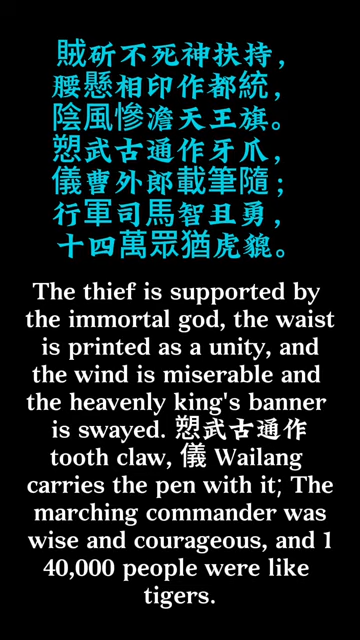 賊斫不死神扶持，
腰懸相印作都統，
陰風慘澹天王旗。
愬武古通作牙爪，
儀曹外郎載筆隨；
行軍司馬智且勇，
十四萬眾猶虎貔。
The thief is supported by
the immortal god, the waist
is printed as a unity, and
the wind is miserable and
the heavenly king's banner
is swayed. 愬武古通作
tooth claw, 儀 Wailang
carries the pen with it; The
marching commander was
wise and courageous, and 1
40,000 people were like
tigers.